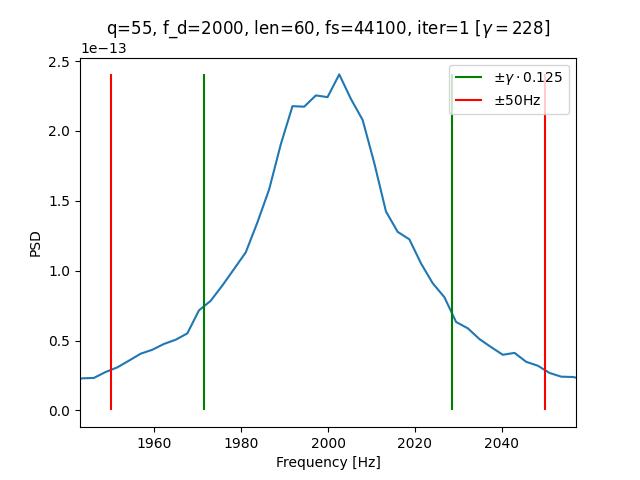 q=55, f_d=2000, len=60, fs=44100, iter=1 [γ = 228]
1e−13
2.5
2.0
1.5
1.0
0.5
0.0
PSD
±γ · 0.125
±50Hz
1960 1980 2000 2020 2040
Frequency [Hz]